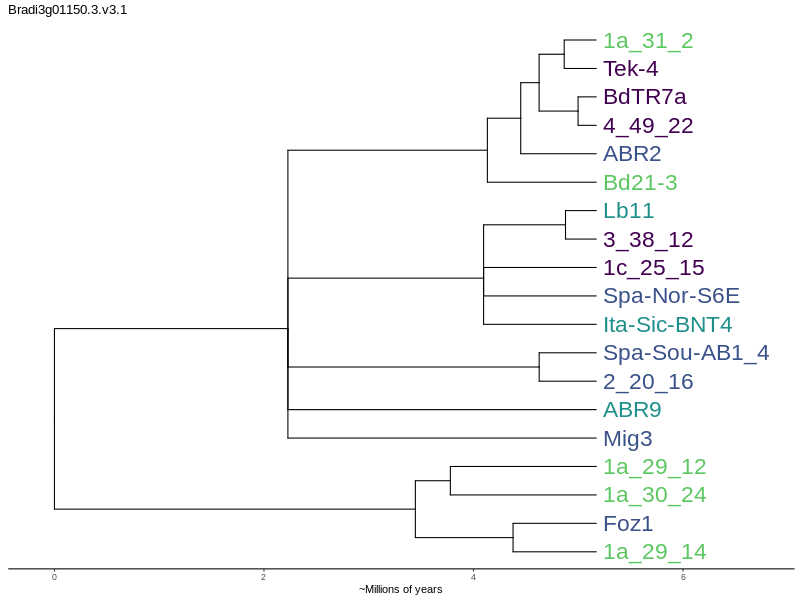 Bradi3g01150.3.v3.1
1a_31_2
Tek-4
BdTR7a
4_49_22
ABR2
Bd21-3
Lb11
3_38_12
1c_25_15
Spa-Nor-S6E
Ita-Sic-BNT4
Spa-Sou-AB1_4
2_20_16
ABR9
Mig3
1a_29_12
1a_30_24
Foz1
1a_29_14
0 2 4 6
~Millions of years